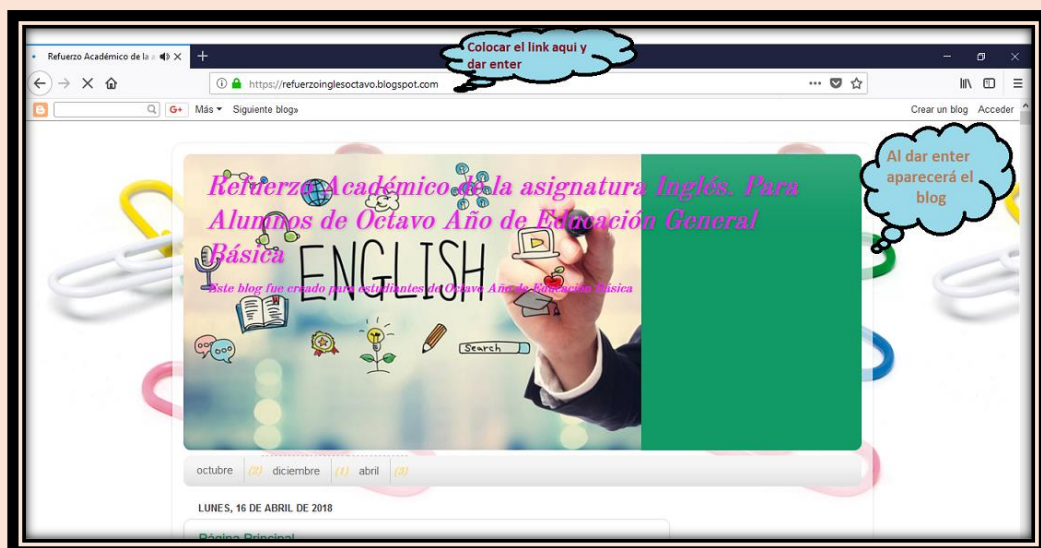 Colocar el link aqui y
dar enter
Refuerzo Académico de la a
https://refuerzoinglesoctavo.blogspot.com
G+ Más Siguiente blog»
Crear un blog Acceder
Al dar enter
aparecerá el
blog
Refuerzo Académico de la asignatura Inglés. Para
Alumnos de Octavo Año de Educación General
Básica
Este blog fue creado para estudiantes de Octavo Año de Educación Básica
ENGLISH
Search
octubre (2) diciembre (1) abril (3)
LUNES, 16 DE ABRIL DE 2018
Página Principal